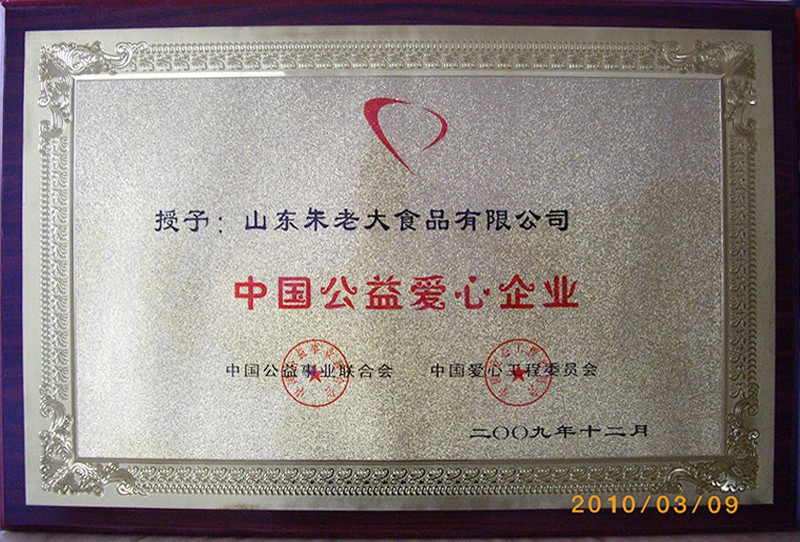 授予：山东朱老大食品有限公司
中国公益爱心企业
中国公益事业联合会 中国爱心工程委员会
二〇〇九年十二月
2010/03/09